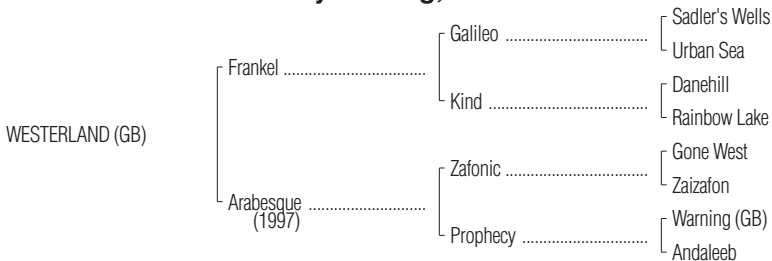 Sadler's Wells
Galileo
Urban Sea
Frankel
Danehill
Kind
Rainbow Lake
WESTERLAND (GB)
Gone West
Zafonic
Zaizafon
Arabesque
(1997)
Warning (GB)
Prophecy
Andaleeb